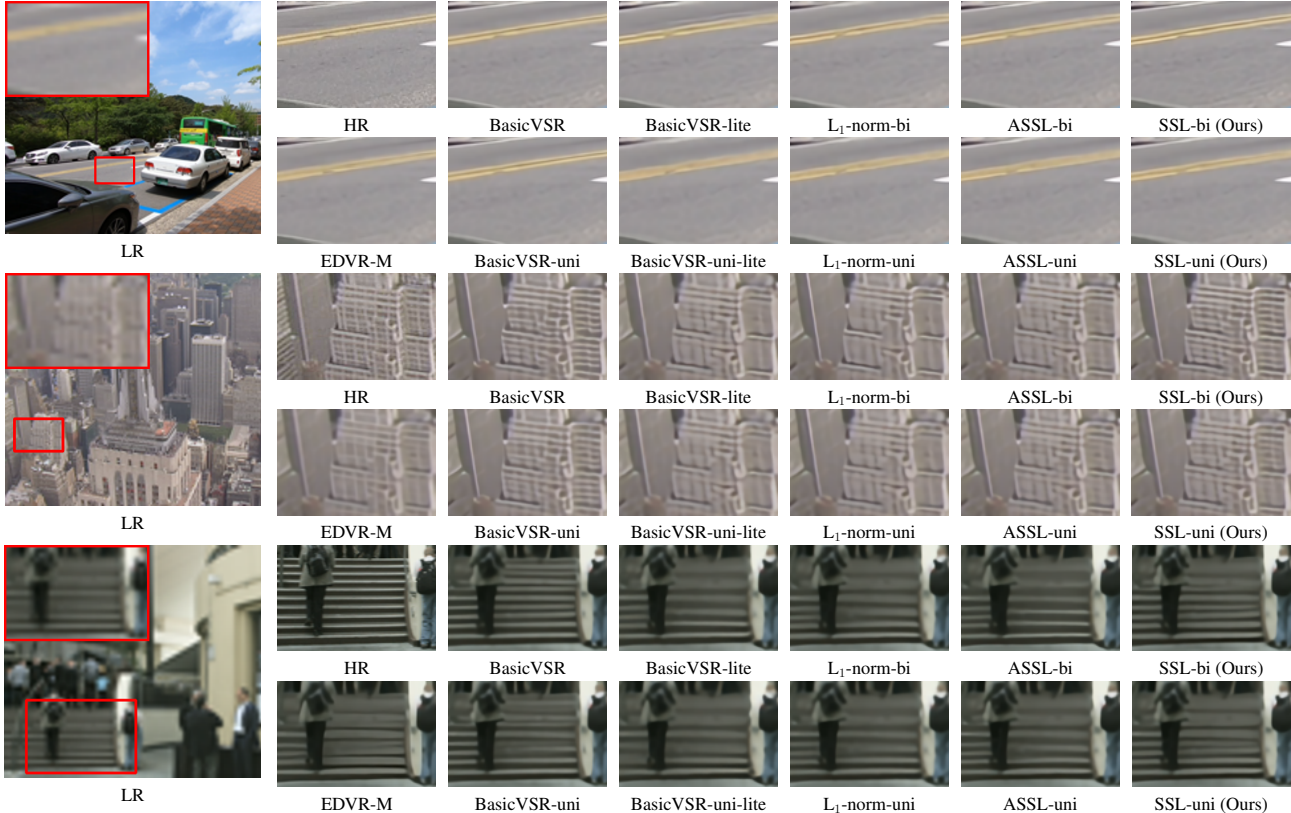 HR BasicVSR BasicVSR-lite L₁-norm-bi ASSL-bi SSL-bi (Ours)
LR
EDVR-M BasicVSR-uni BasicVSR-uni-lite L₁-norm-uni ASSL-uni SSL-uni (Ours)
HR BasicVSR BasicVSR-lite L₁-norm-bi ASSL-bi SSL-bi (Ours)
LR
EDVR-M BasicVSR-uni BasicVSR-uni-lite L₁-norm-uni ASSL-uni SSL-uni (Ours)
HR BasicVSR BasicVSR-lite L₁-norm-bi ASSL-bi SSL-bi (Ours)
LR
EDVR-M BasicVSR-uni BasicVSR-uni-lite L₁-norm-uni ASSL-uni SSL-uni (Ours)